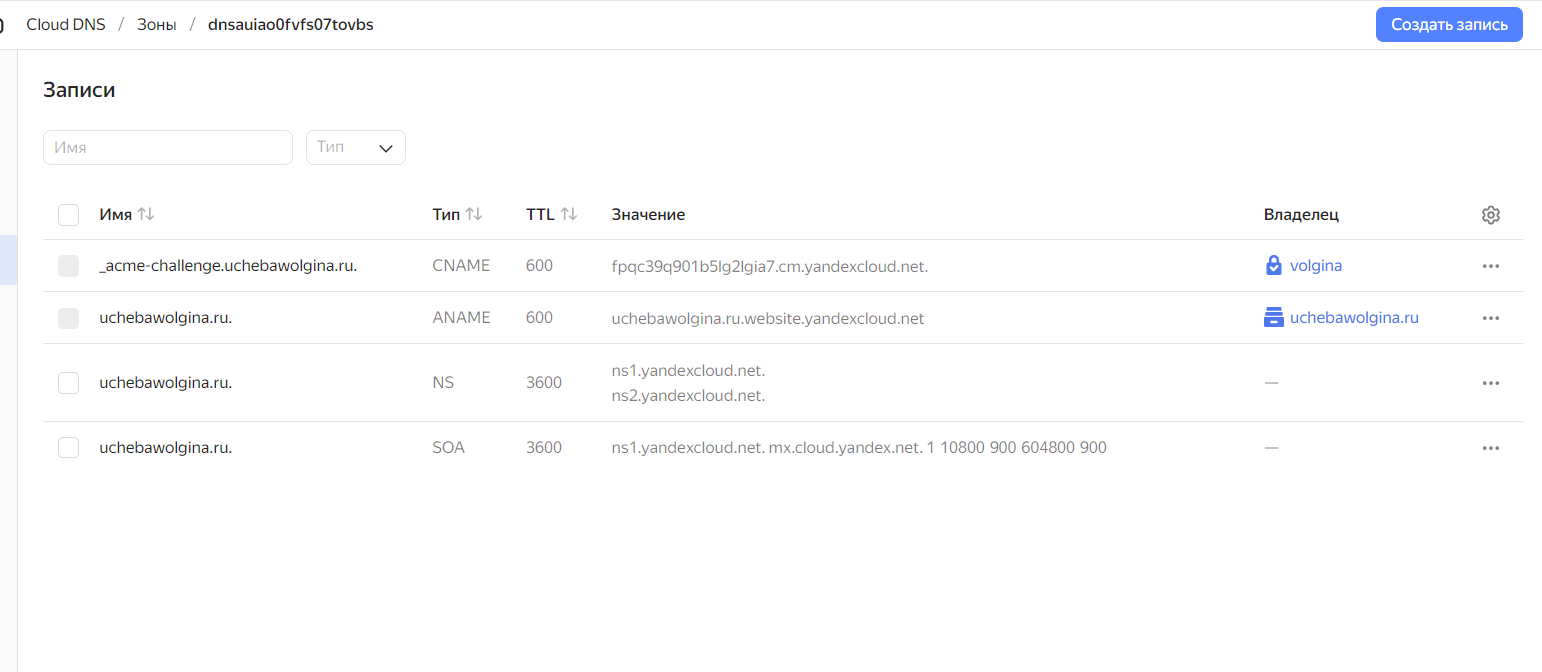 Cloud DNS / Зоны / dnsauiao0fvfs07tovbs
Создать запись
Записи
Имя Тип
Имя Тип TTL Значение Владелец
_acme-challenge.uchebawolgina.ru. CNAME 600 fpqc39q901b5lg2lgia7.cm.yandexcloud.net. volgina
uchebawolgina.ru. ANAME 600 uchebawolgina.ru.website.yandexcloud.net uchebawolgina.ru
uchebawolgina.ru. NS 3600 ns1.yandexcloud.net. —
ns2.yandexcloud.net.
uchebawolgina.ru. SOA 3600 ns1.yandexcloud.net. mx.cloud.yandex.net. 1 10800 900 604800 900 —